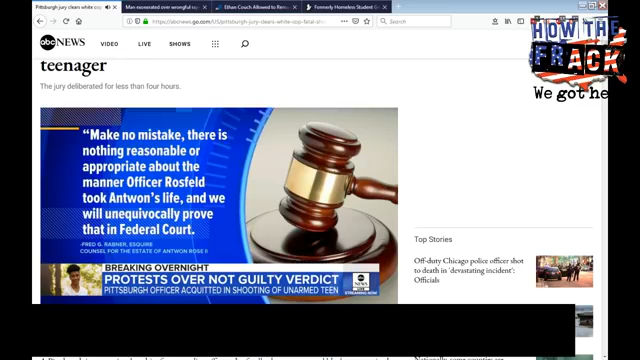 Pittsburgh jury clears white cop
Man exonerated over wrongful
Ethan Couch Allowed to
Formerly Homeless Student
https://abcnews.go.com/US/pittsburgh-jury-clears-white-cop-fatal-
Search
abc NEWS VIDEO LIVE SHOWS
HOW THE
FRACK
We got he
teenager
The jury deliberated for less than four hours.
“Make no mistake, there is
nothing reasonable or
appropriate about the
manner Officer Rosfeld
took Antwon's life, and we
will unequivocally prove
that in Federal Court.
-FRED G. RABNER, ESQUIRE
COUNSEL FOR THE ESTATE OF ANTWON ROSE II
BREAKING OVERNIGHT
PROTESTS OVER NOT GUILTY VERDICT
PITTSBURGH OFFICER ACQUITTED IN SHOOTING OF UNARMED TEEN
abc
NEWS
LIVE
STREAMING NOW
Top Stories
Off-duty Chicago police officer shot
to death in 'devastating incident':
Officials